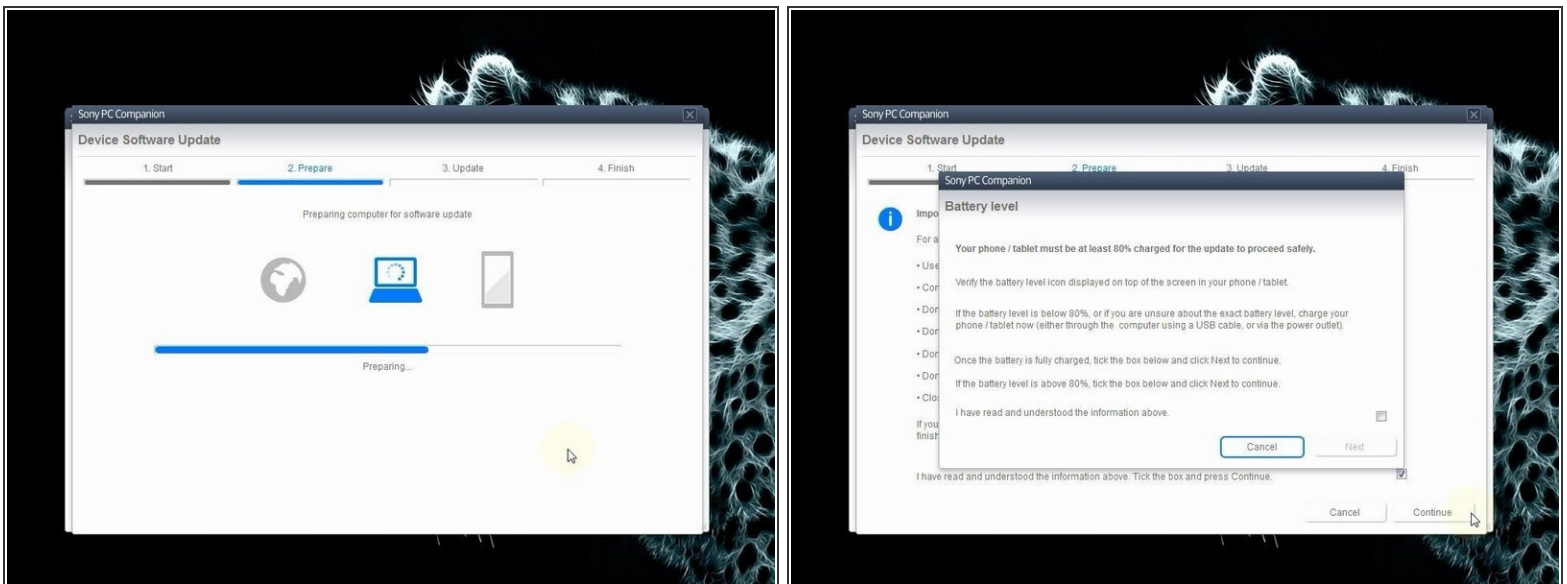 Sony PC Companion
Device Software Update
1. Start
2. Prepare
3. Update
4. Finish
Preparing computer for software update
Preparing...
Sony PC Companion
Device Software Update
1. Start
2. Prepare
3. Update
4. Finish
Sony PC Companion
Battery level
Impo
For a
• Use
• Con
• Don
• Don
• Don
• Don
• Clo
If you
finish
Your phone / tablet must be at least 80% charged for the update to proceed safely.
Verify the battery level icon displayed on top of the screen in your phone / tablet.
If the battery level is below 80%, or if you are unsure about the exact battery level, charge your
phone / tablet now (either through the computer using a USB cable, or via the power outlet).
Once the battery is fully charged, tick the box below and click Next to continue.
If the battery level is above 80%, tick the box below and click Next to continue.
I have read and understood the information above.
Cancel
Next
I have read and understood the information above. Tick the box and press Continue.
Cancel
Continue